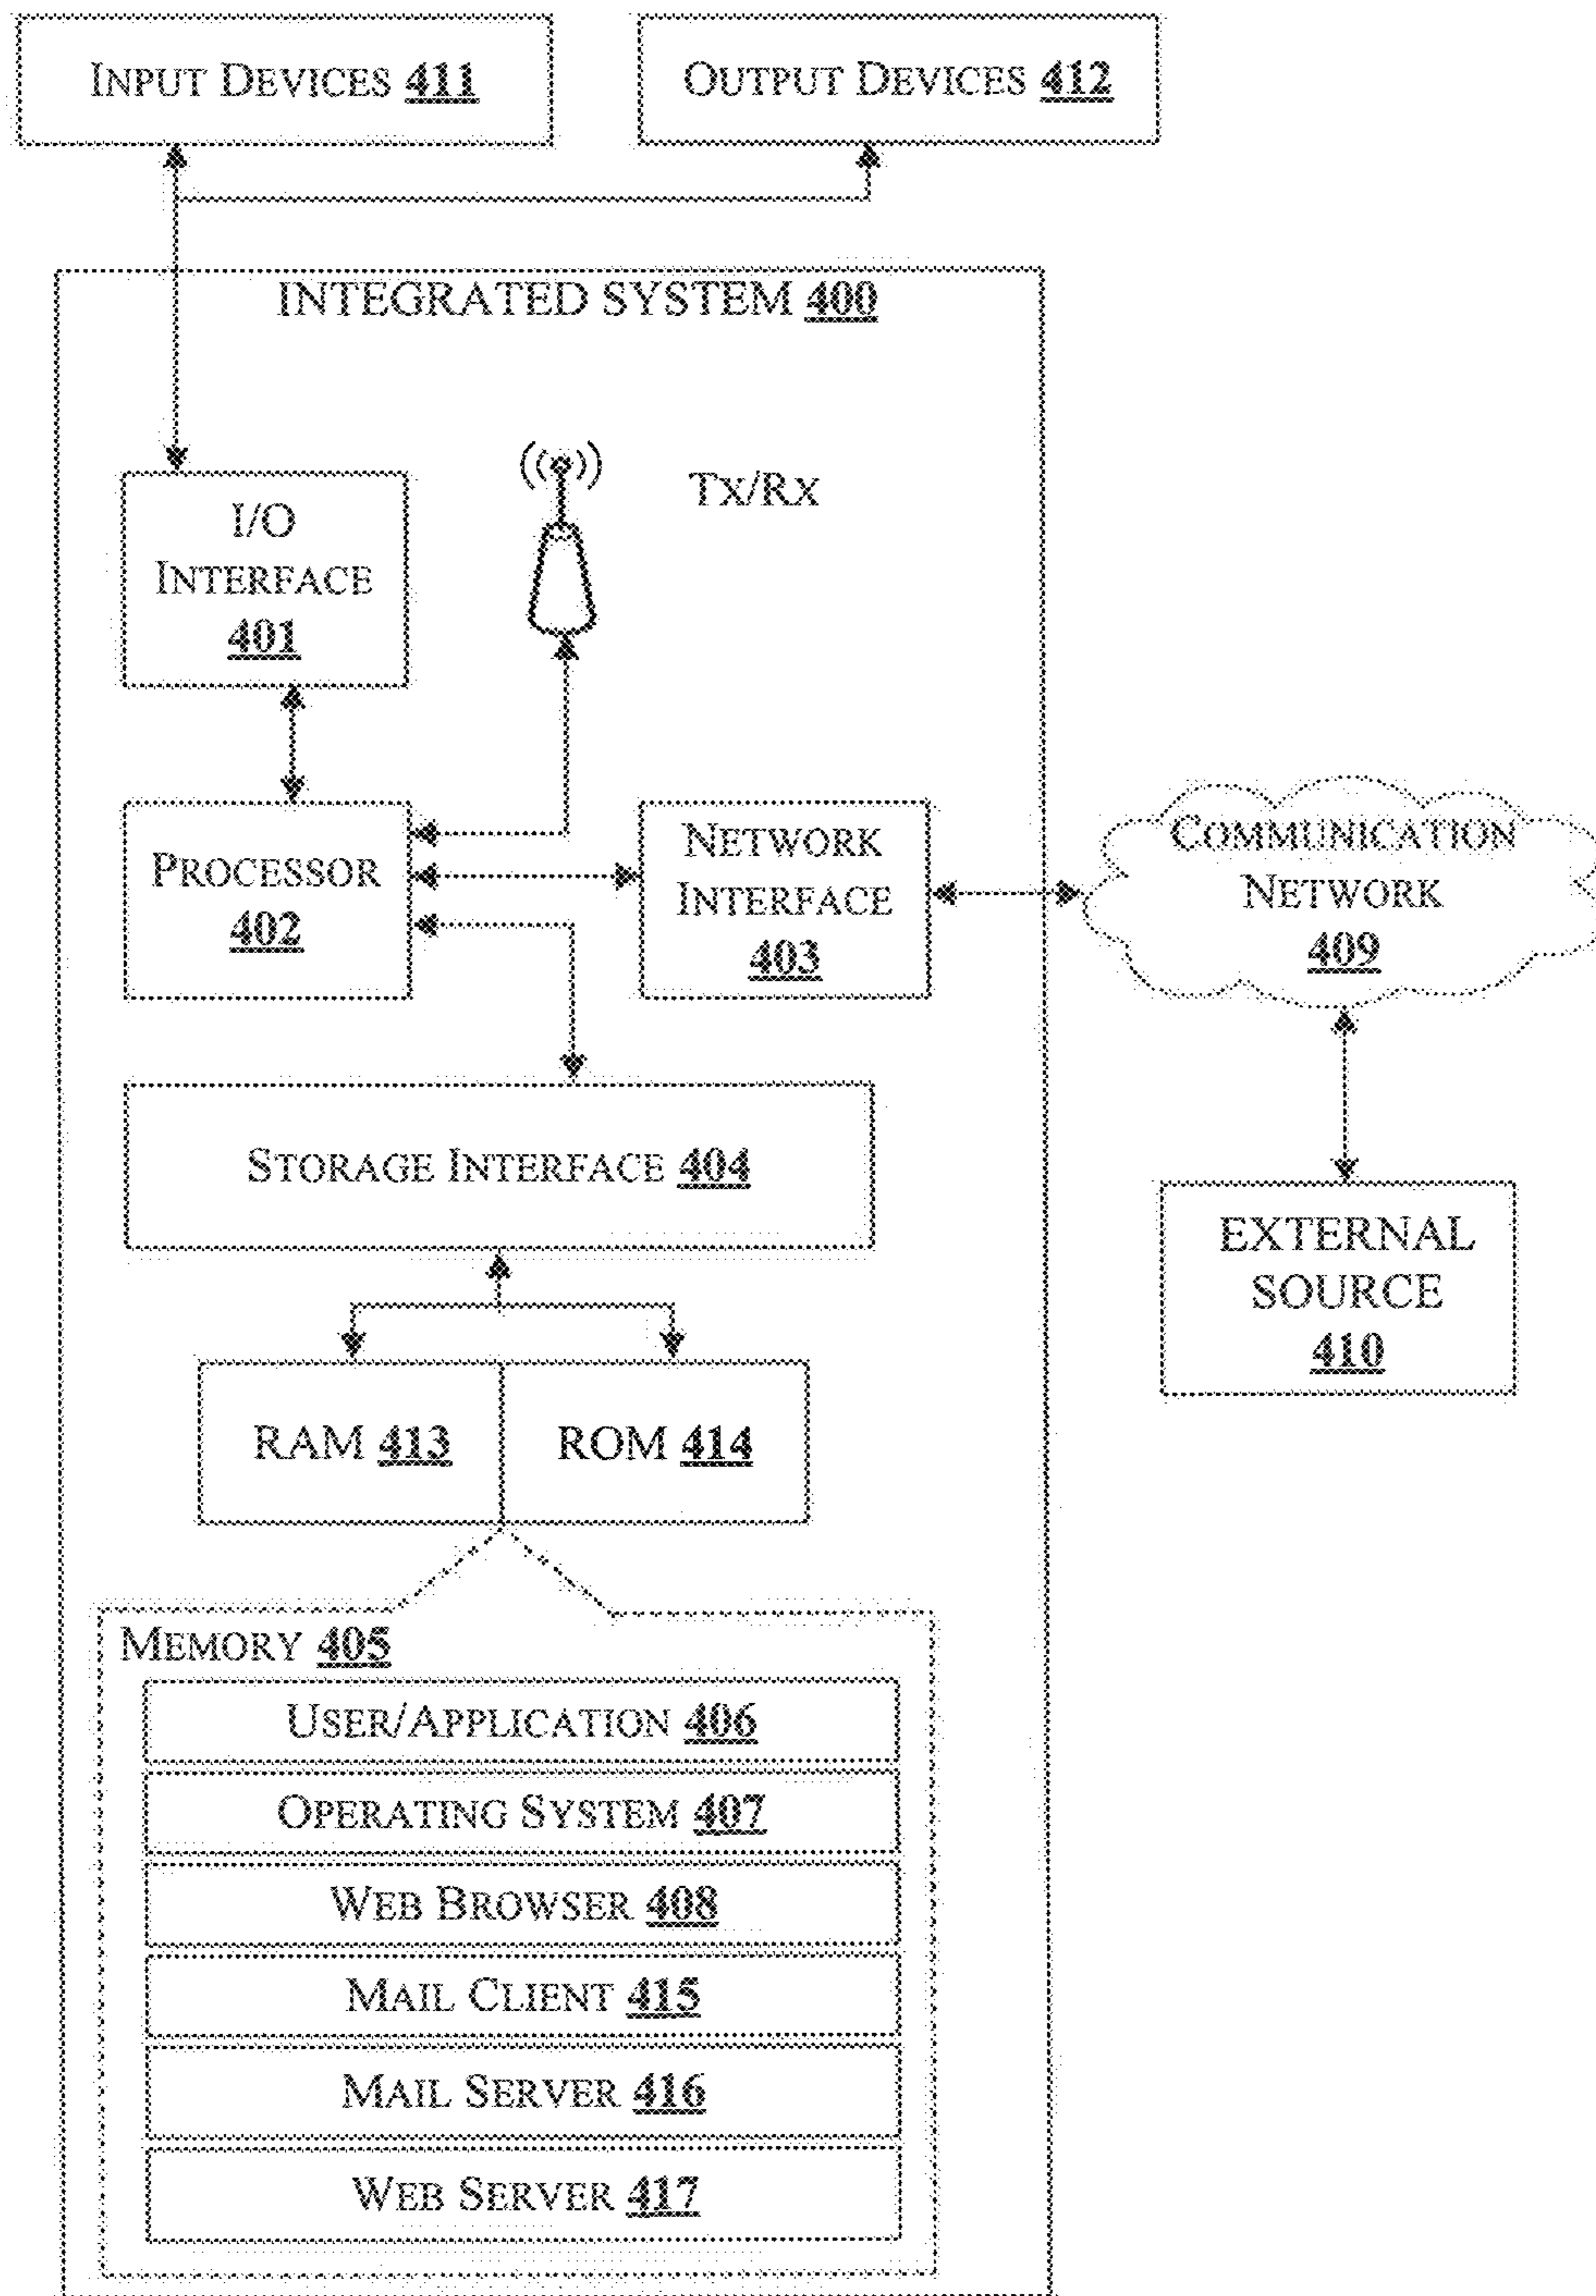 INPUT DEVICES 411
OUTPUT DEVICES 412
INTEGRATED SYSTEM 400
I/O
INTERFACE
401
TX/RX
PROCESSOR
402
NETWORK
INTERFACE
403
COMMUNICATION
NETWORK
409
STORAGE INTERFACE 404
EXTERNAL
SOURCE
410
RAM 413
ROM 414
MEMORY 405
USER/APPLICATION 406
OPERATING SYSTEM 407
WEB BROWSER 408
MAIL CLIENT 415
MAIL SERVER 416
WEB SERVER 417